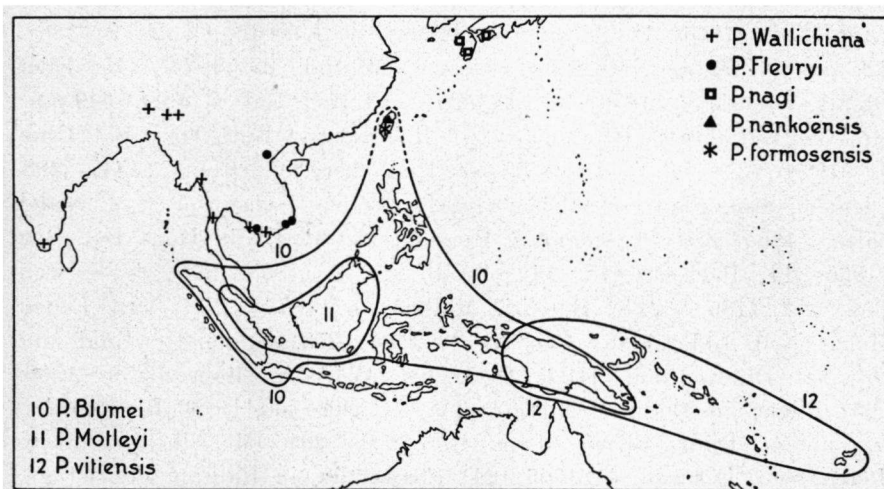 + P. Wallichiana
● P. Fleuryi
P. nagi
▲ P. nankoënsis
P. formosensis
10
10
11
10
12
12
10 P. Blumei
11 P. Motleyi
12 P. vitiensis